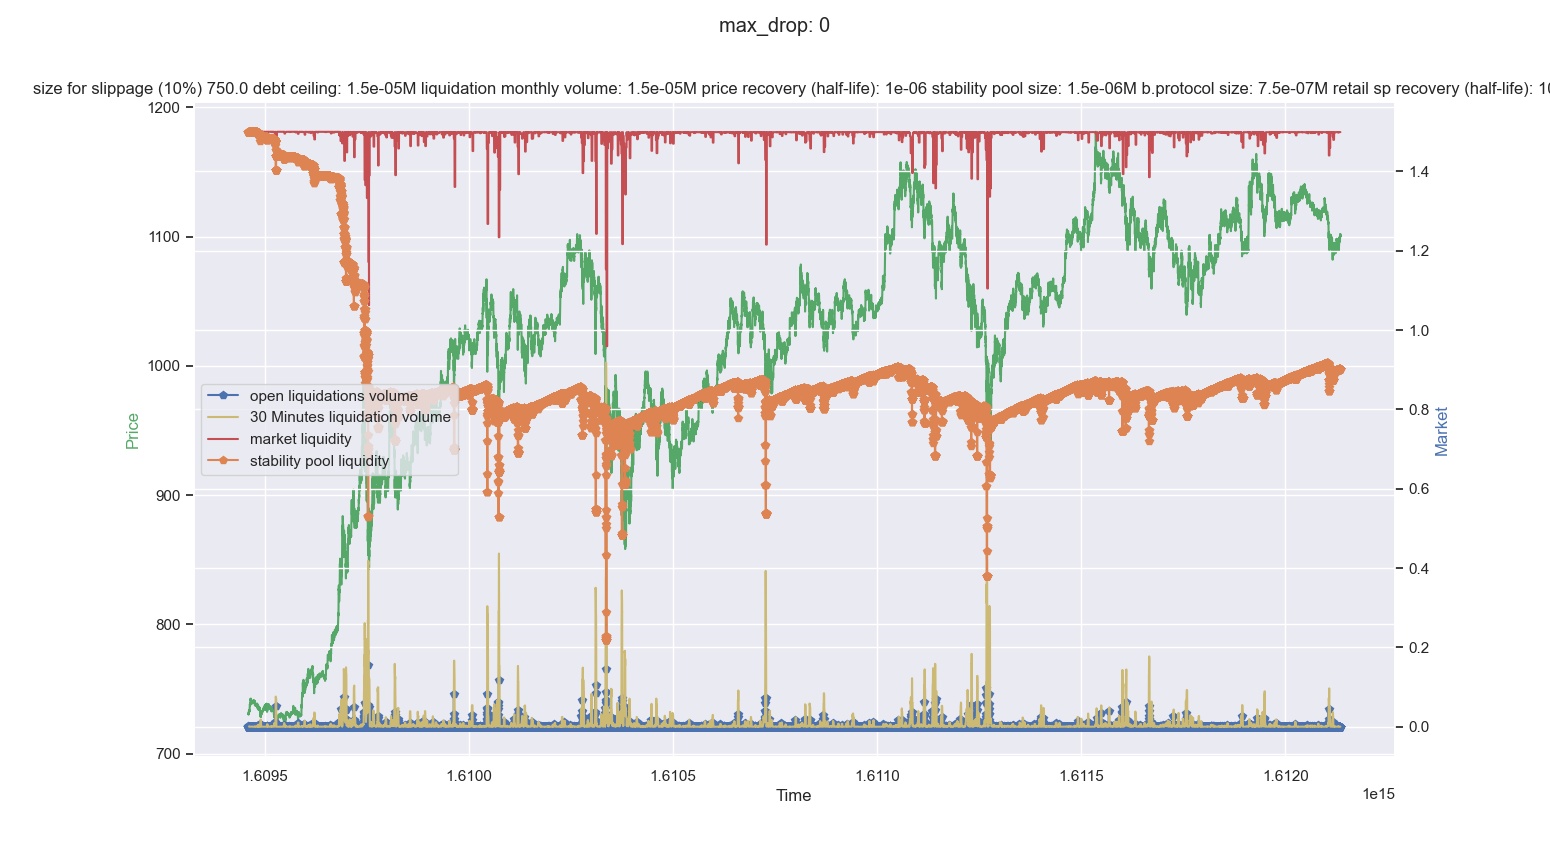 max_drop: 0
size for slippage (10%) 750.0 debt ceiling: 1.5e-05M liquidation monthly volume: 1.5e-05M price recovery (half-life): 1e-06 stability pool size: 1.5e-06M b.protocol size: 7.5e-07M retail sp recovery (half-life):
1200
1100
1000
900
800
700
Price
open liquidations volume
30 Minutes liquidation volume
market liquidity
stability pool liquidity
1.4
1.2
1.0
0.8
0.6
0.4
0.2
0.0
Market
1.6095 1.6100 1.6105 1.6110 1.6115 1.6120
Time
1e15